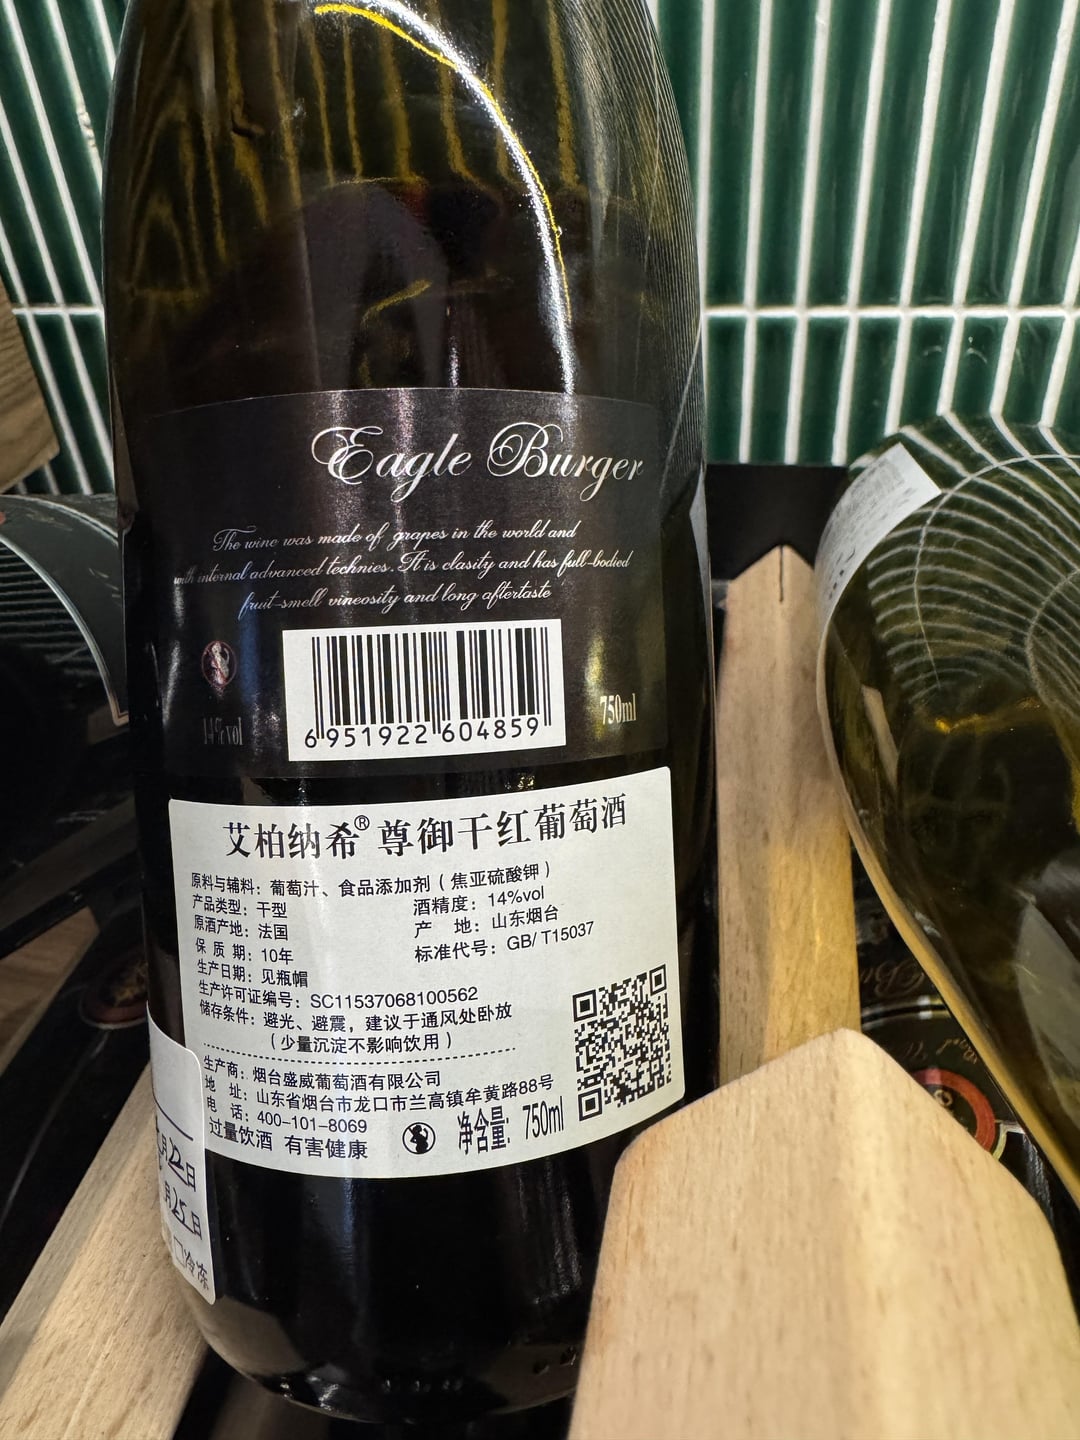 Eagle Burger
The wine was made of grapes in the world and
with internal advanced technies. It is clasity and has full-bodied
fruit-smell vineosity and long aftertaste
6 951922 604859
14%vol
750ml
艾柏纳希® 尊御干红葡萄酒
原料与辅料：葡萄汁、食品添加剂（焦亚硫酸钾）
产品类型：干型 酒精度：14%vol
原酒产地：法国 产 地：山东烟台
保 质 期：10年 标准代号：GB/T15037
生产日期：见瓶帽
生产许可证编号：SC11537068100562
储存条件：避光、避震，建议于通风处卧放
（少量沉淀不影响饮用）
生产商：烟台盛威葡萄酒有限公司
地 址：山东省烟台市龙口市兰高镇牟黄路88号
电 话：400-101-8069
过量饮酒 有害健康
净含量：750ml
月22日
月25日
□冷冻